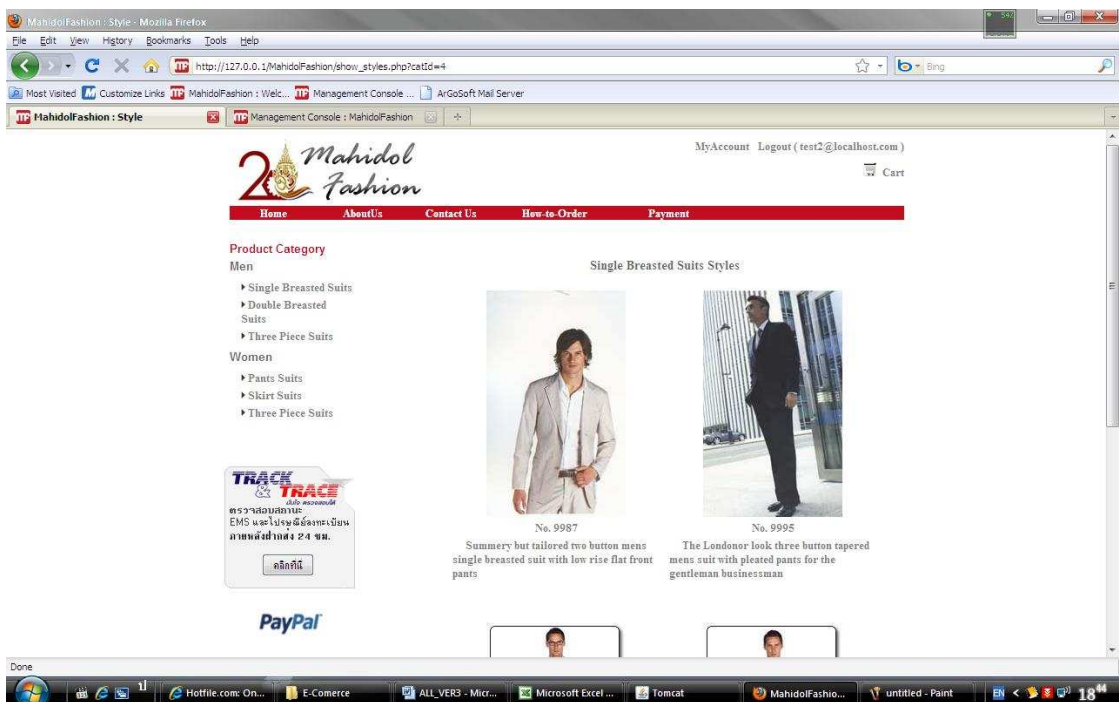 MahidolFashion : Style - Mozilla Firefox
File Edit View History Bookmarks Tools Help
http://127.0.0.1/MahidolFashion/show_styles.php?catId=4
Bing
Most Visited Customize Links MahidolFashion : Welc... Management Console ... ArGoSoft Mail Server
MahidolFashion : Style Management Console : MahidolFashion
Mahidol
Fashion
MyAccount Logout ( test2@localhost.com )
Cart
Home AboutUs Contact Us How-to-Order Payment
Product Category
Men
Single Breasted Suits
Double Breasted
Suits
Three Piece Suits
Women
Pants Suits
Skirt Suits
Three Piece Suits
TRACK
& TRACE
ตรวจสอบสถานะ
EMS และไปรษณีย์ลงทะเบียน
ภายหลังฝากส่ง 24 ชม.
คลิกที่นี่
PayPal
Single Breasted Suits Styles
No. 9987
Summery but tailored two button mens
single breasted suit with low rise flat front
pants
No. 9995
The Londonor look three button tapered
mens suit with pleated pants for the
gentleman businessman
Done
Hotfile.com: On... E-Comerce ALL_VER3 - Micr... Microsoft Excel ... Tomcat MahidolFashio... untitled - Paint EN 18 44